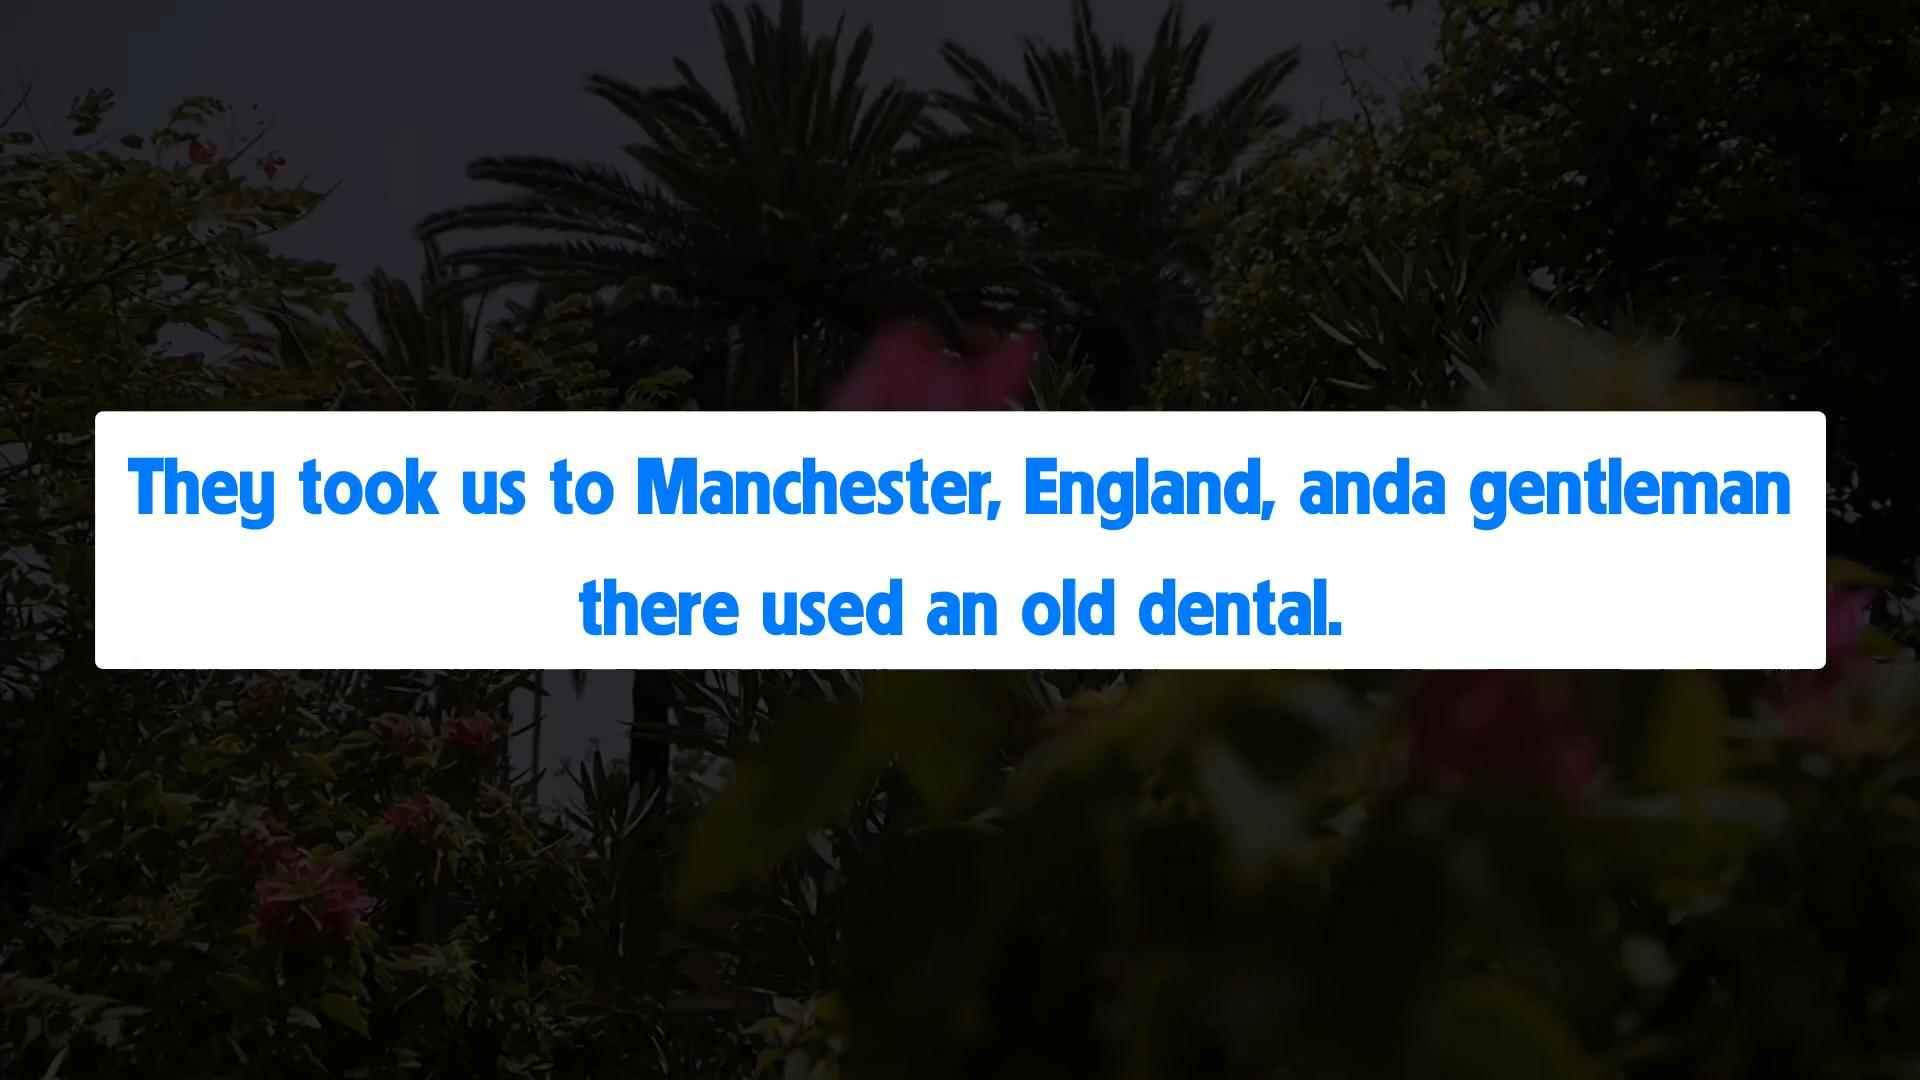 They took us to Manchester, England, anda gentleman
there used an old dental.